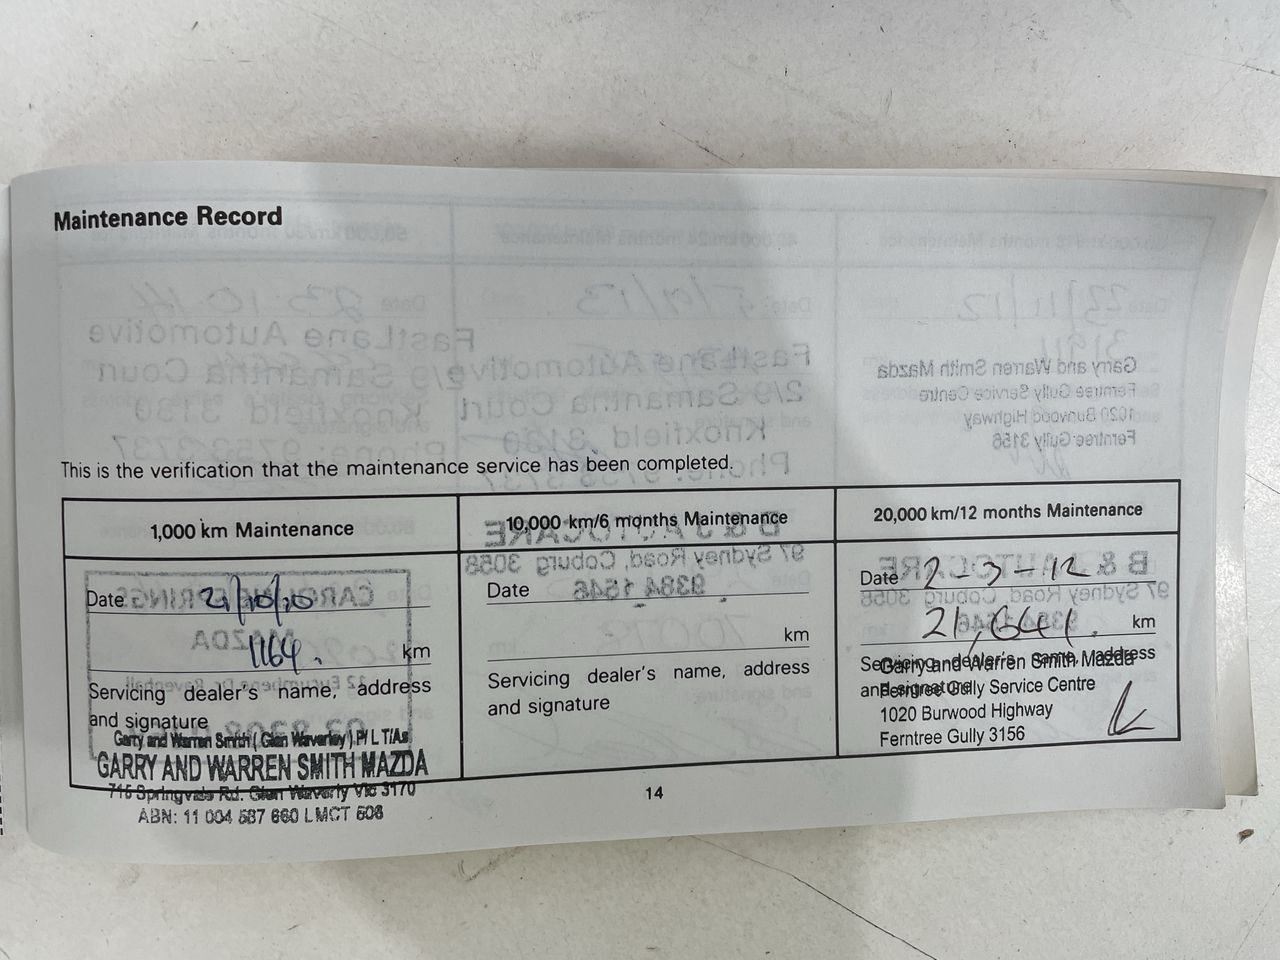 Maintenance Record
This is the verification that the maintenance service has been completed.
1,000 km Maintenance
Date 21/10/10
1164. km
Servicing dealer's name, address
and signature
Garry and Warren Smith ( Glen Waverley ) P/ L T/As
GARRY AND WARREN SMITH MAZDA
715 Springvale Rd. Glen Waverly Vic 3170
ABN: 11 004 587 660 LMCT 508
10,000 km/6 months Maintenance
Date
km
Servicing dealer's name, address
and signature
20,000 km/12 months Maintenance
Date 2-3-12
21,641. km
Servicing dealer's name, address
and signature
Garry and Warren Smith Mazda
Ferntree Gully Service Centre
1020 Burwood Highway
Ferntree Gully 3156
14